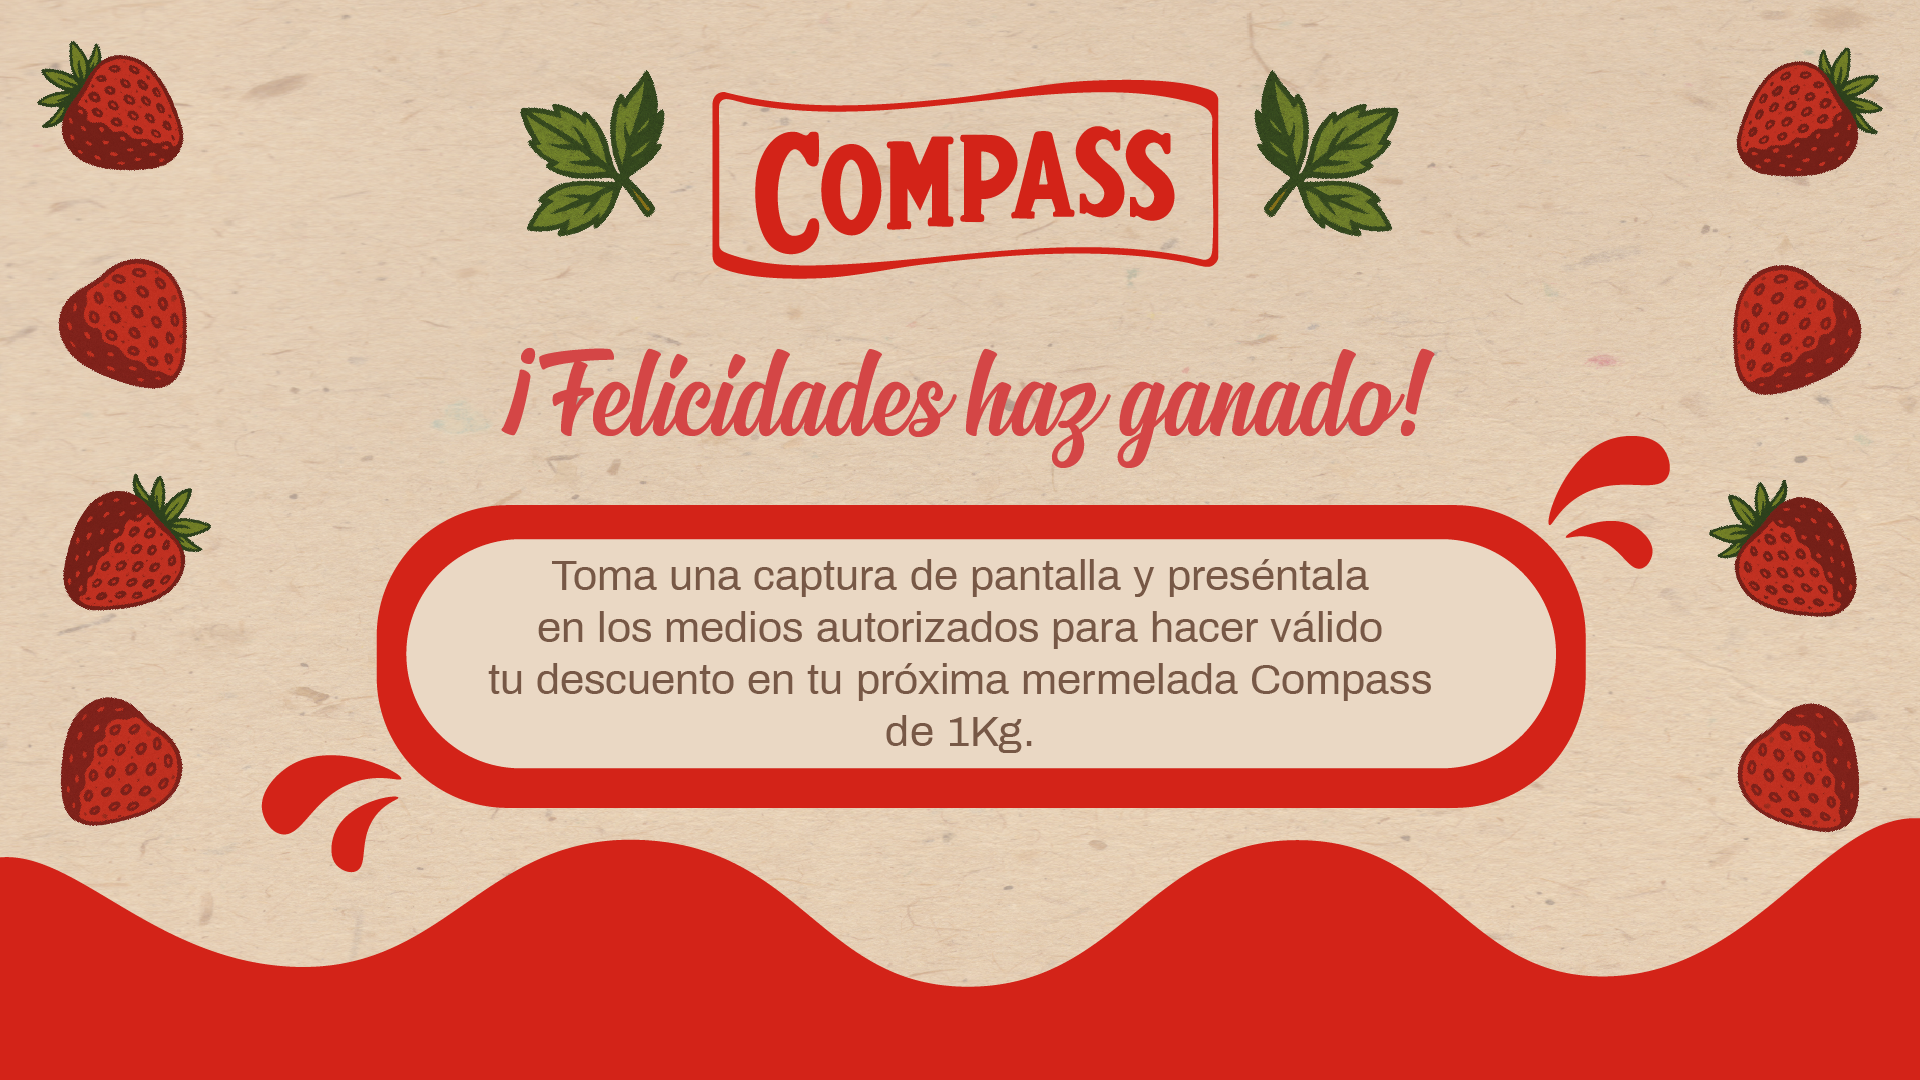 COMPASS
¡Felicidades haz ganado!
Toma una captura de pantalla y preséntala
en los medios autorizados para hacer válido
tu descuento en tu próxima mermelada Compass
de 1Kg.